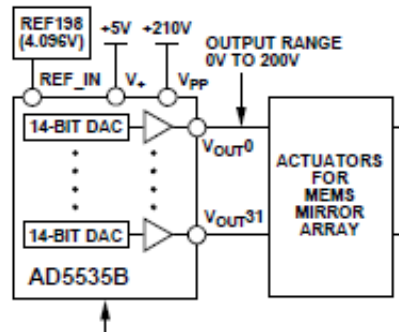 REF198
(4.096V)
+5V
+210V
OUTPUT RANGE
0V TO 200V
REF_IN
V+
VPP
14-BIT DAC
VOUT0
ACTUATORS
FOR
MEMS
MIRROR
ARRAY
14-BIT DAC
VOUT31
AD5535B